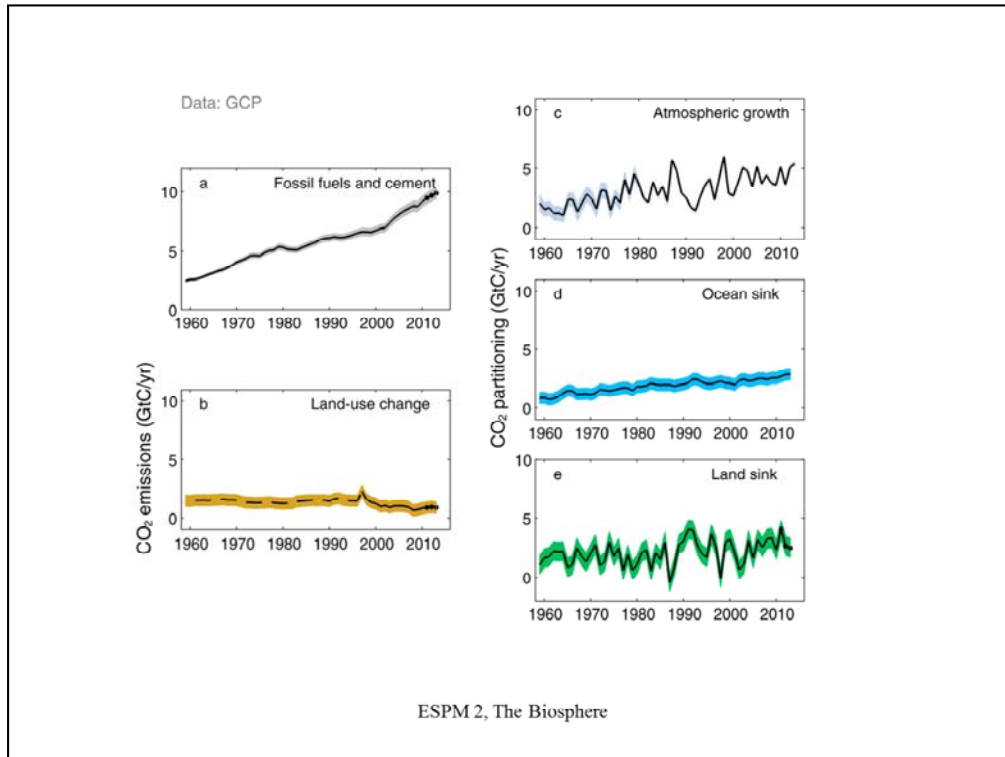 Data: GCP
CO₂ emissions (GtC/yr)
a Fossil fuels and cement
10
5
0
1960 1970 1980 1990 2000 2010
b Land-use change
10
5
0
1960 1970 1980 1990 2000 2010
CO₂ partitioning (GtC/yr)
c Atmospheric growth
10
5
0
1960 1970 1980 1990 2000 2010
d Ocean sink
10
5
0
1960 1970 1980 1990 2000 2010
e Land sink
10
5
0
1960 1970 1980 1990 2000 2010
ESPM 2, The Biosphere